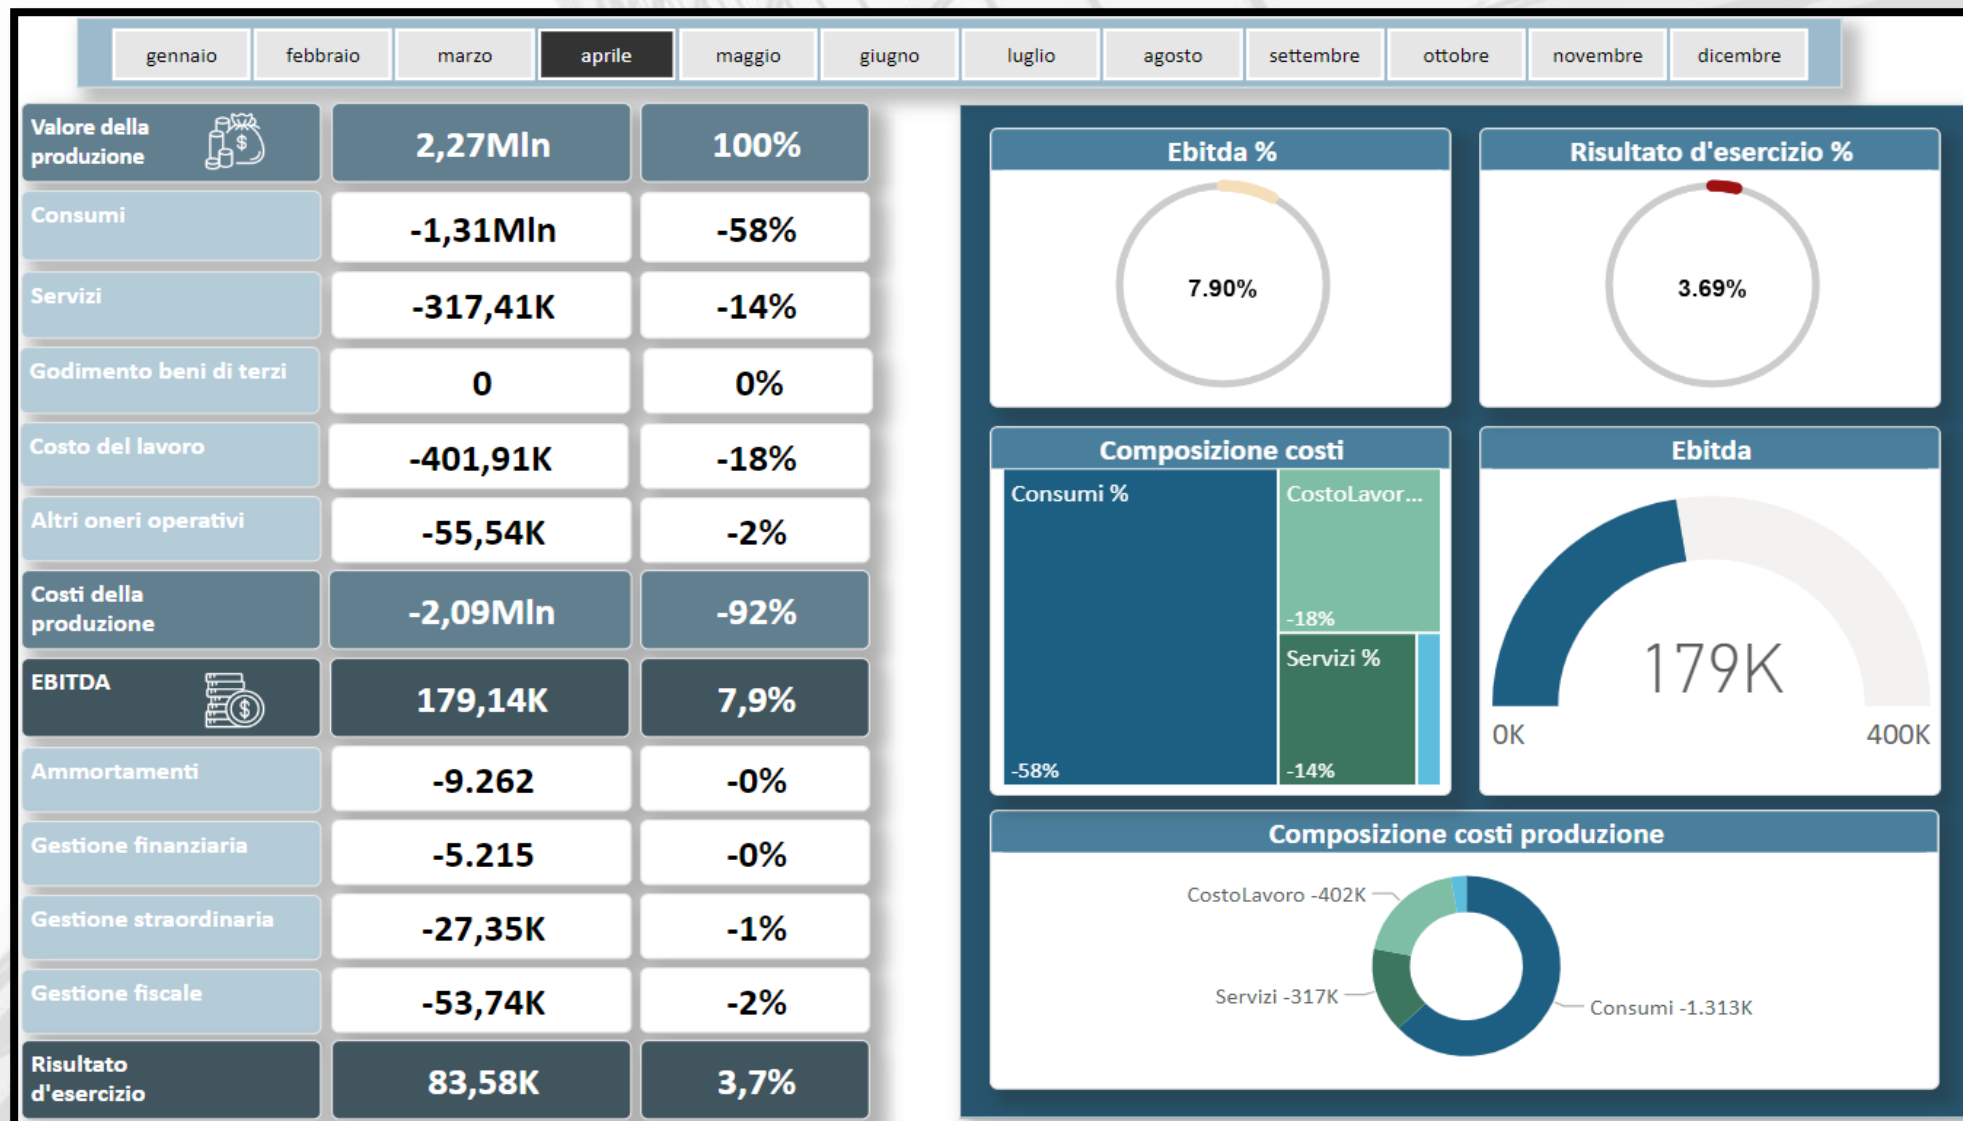 gennaio febbraio marzo aprile maggio giugno luglio agosto settembre ottobre novembre dicembre
Valore della
produzione
2,27Mln 100%
Consumi -1,31Mln -58%
Servizi -317,41K -14%
Godimento beni di terzi 0 0%
Costo del lavoro -401,91K -18%
Altri oneri operativi -55,54K -2%
Costi della
produzione
-2,09Mln -92%
EBITDA 179,14K 7,9%
Ammortamenti -9.262 -0%
Gestione finanziaria -5.215 -0%
Gestione straordinaria -27,35K -1%
Gestione fiscale -53,74K -2%
Risultato
d'esercizio
83,58K 3,7%
Ebitda %
7.90%
Risultato d'esercizio %
3.69%
Composizione costi
Consumi %
-58%
CostoLavor...
-18%
Servizi %
-14%
Ebitda
179K
0K 400K
Composizione costi produzione
CostoLavoro -402K
Servizi -317K
Consumi -1.313K